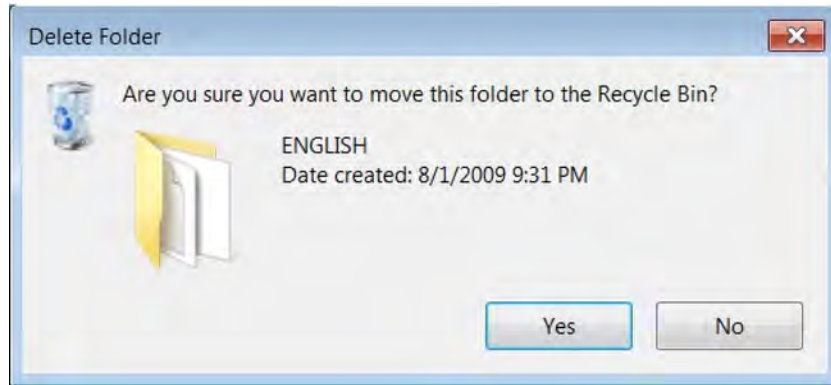 Delete Folder
Are you sure you want to move this folder to the Recycle Bin?
ENGLISH
Date created: 8/1/2009 9:31 PM
Yes
No